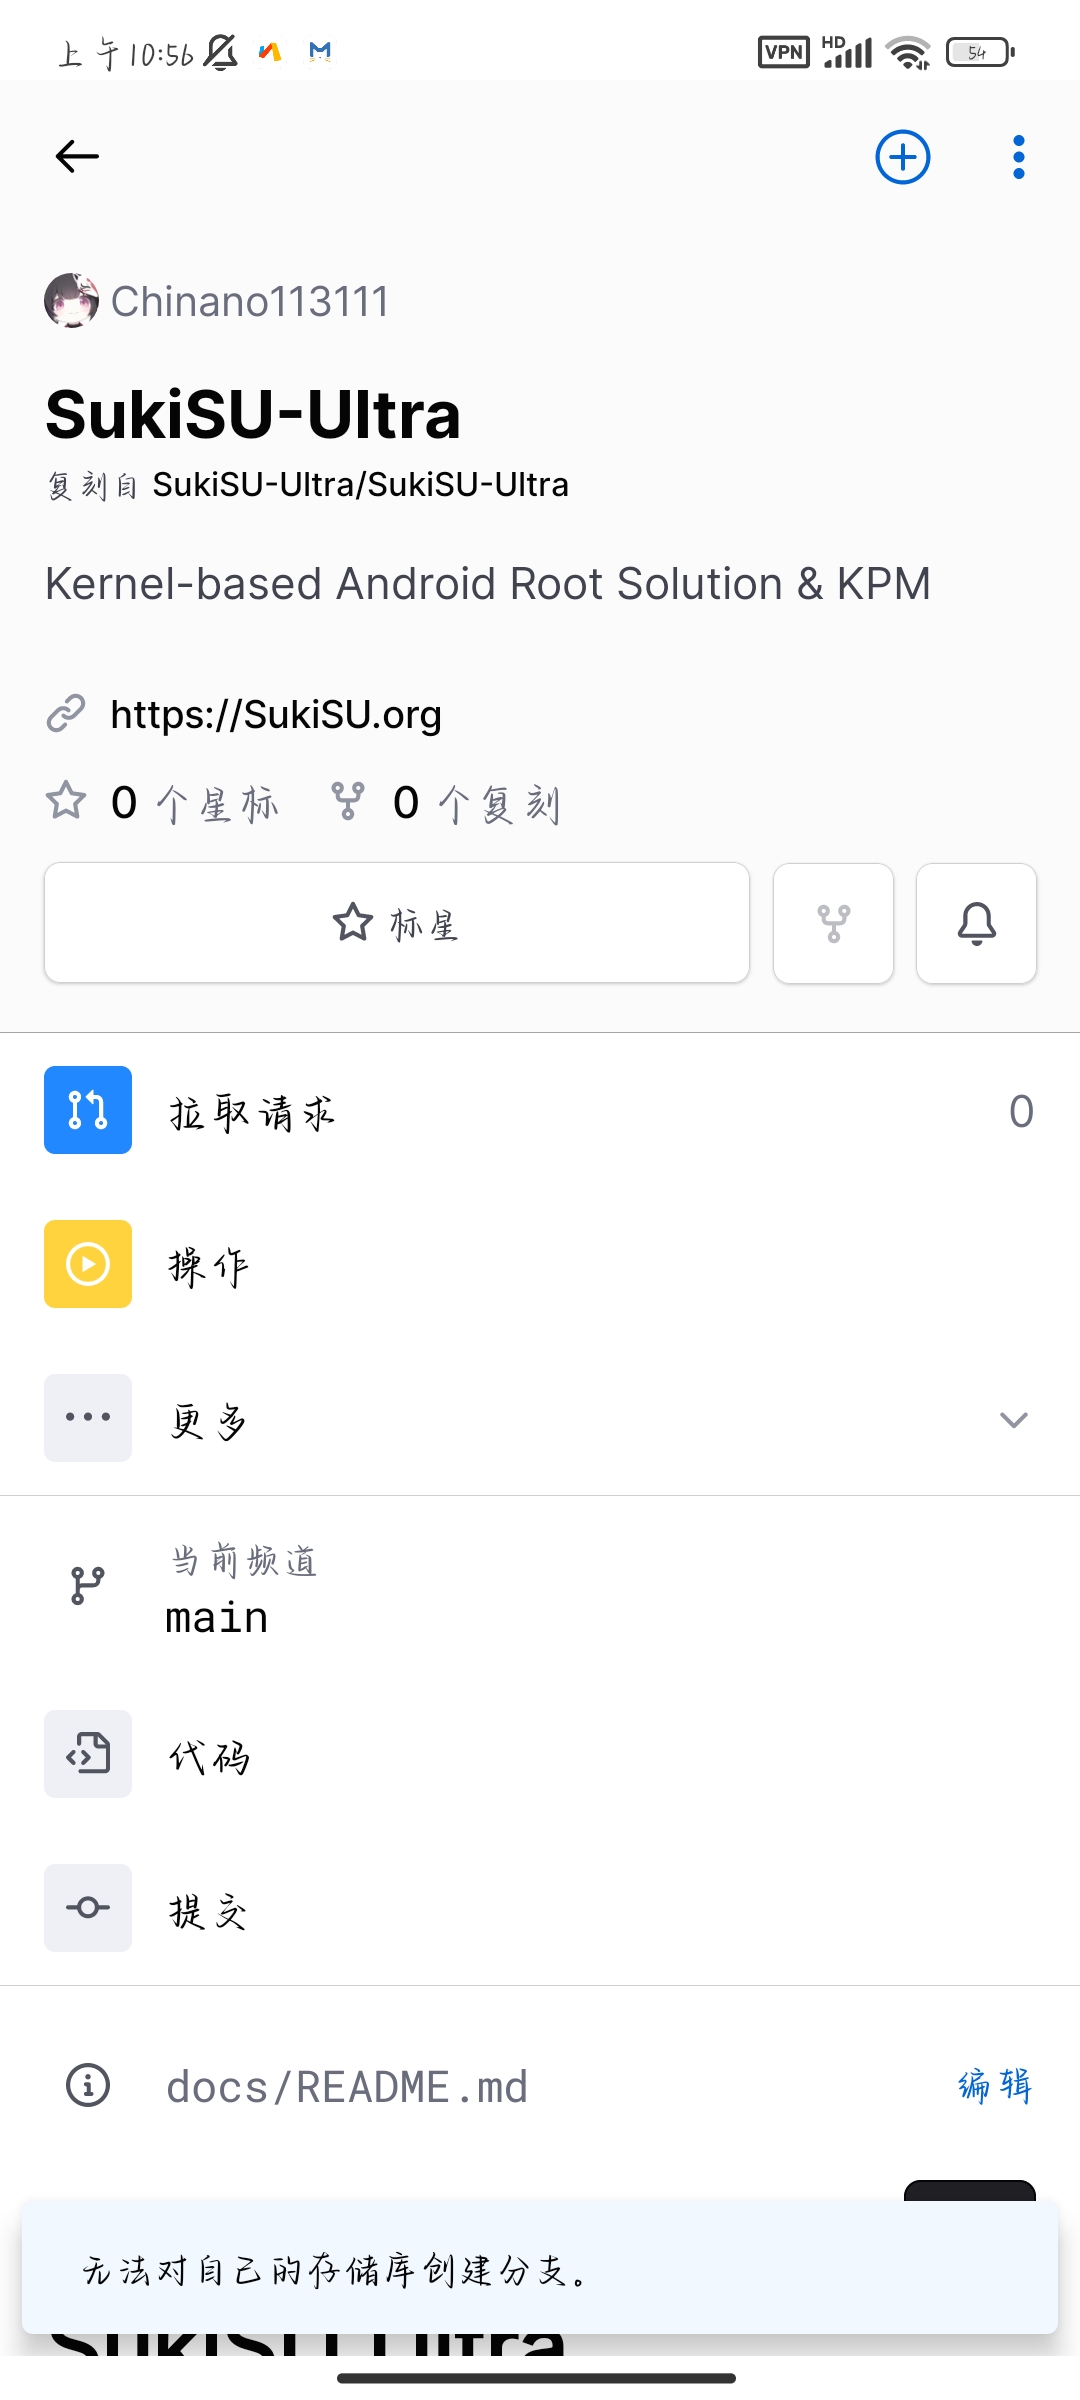 上午10:56
VPN HD 54
Chinano113111
SukiSU-Ultra
复刻自 SukiSU-Ultra/SukiSU-Ultra
Kernel-based Android Root Solution & KPM
https://SukiSU.org
0 个星标 0 个复刻
标星
拉取请求 0
操作
更多
当前频道
main
代码
提交
docs/README.md 编辑
无法对自己的存储库创建分支。
SukiSU Ultra